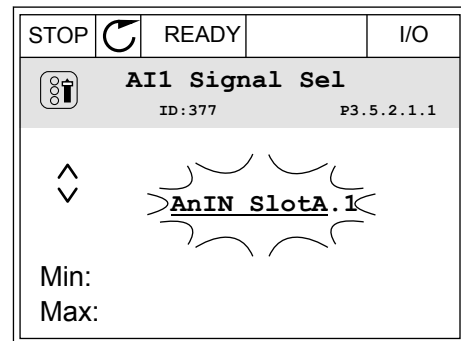 STOP READY I/O
AI1 Signal Sel
ID:377 P3.5.2.1.1
AnIN SlotA.1
Min:
Max: